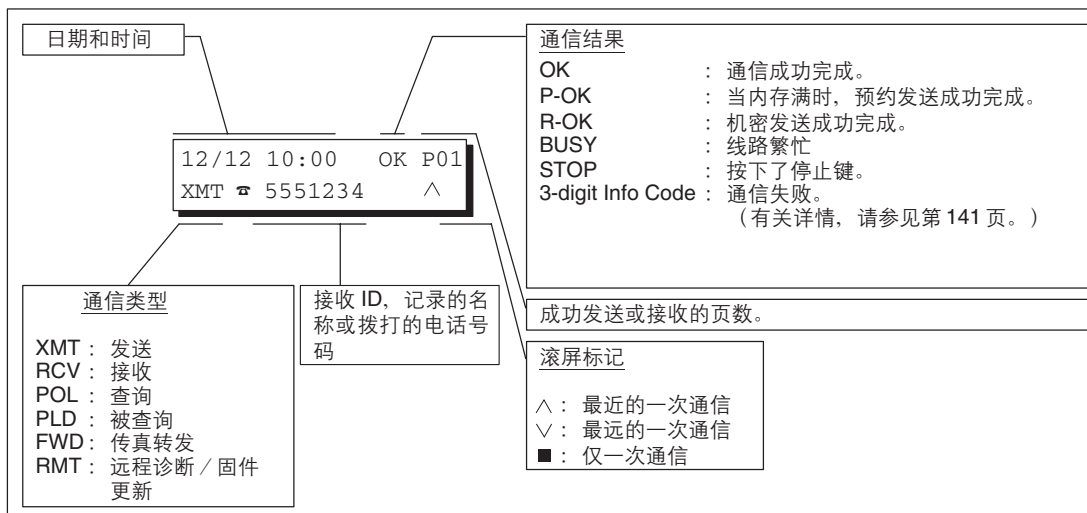 日期和时间
12/12 10:00 OK P01
XMT ☎ 5551234 ∧
通信结果
OK : 通信成功完成。
P-OK : 当内存满时，预约发送成功完成。
R-OK : 机密发送成功完成。
BUSY : 线路繁忙
STOP : 按下了停止键。
3-digit Info Code : 通信失败。
（有关详情，请参见第 141 页。）
通信类型
XMT : 发送
RCV : 接收
POL : 查询
PLD : 被查询
FWD : 传真转发
RMT : 远程诊断／固件
更新
接收 ID，记录的名
称或拨打的电话号
码
成功发送或接收的页数。
滚屏标记
∧ : 最近的一次通信
∨ : 最远的一次通信
■ : 仅一次通信